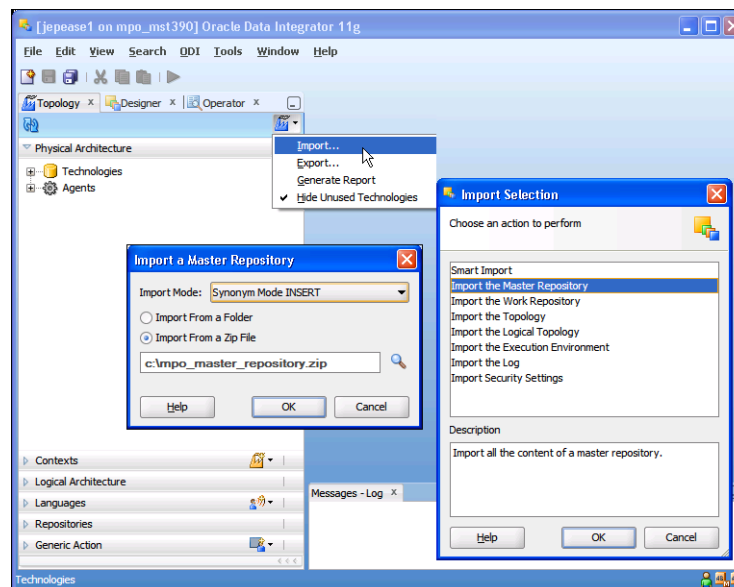 [jepease1 on mpo_mst390] Oracle Data Integrator 11g
File Edit View Search ODI Tools Window Help
Topology x Designer x Operator x
Physical Architecture
Technologies
Agents
Import...
Export...
Generate Report
Hide Unused Technologies
Import a Master Repository
Import Mode: Synonym Mode INSERT
Import From a Folder
Import From a Zip File
c:\mpo_master_repository.zip
Help OK Cancel
Import Selection
Choose an action to perform
Smart Import
Import the Master Repository
Import the Work Repository
Import the Topology
Import the Logical Topology
Import the Execution Environment
Import the Log
Import Security Settings
Description
Import all the content of a master repository.
Help OK Cancel
Contexts
Logical Architecture
Languages
Repositories
Generic Action
Messages - Log x
Technologies